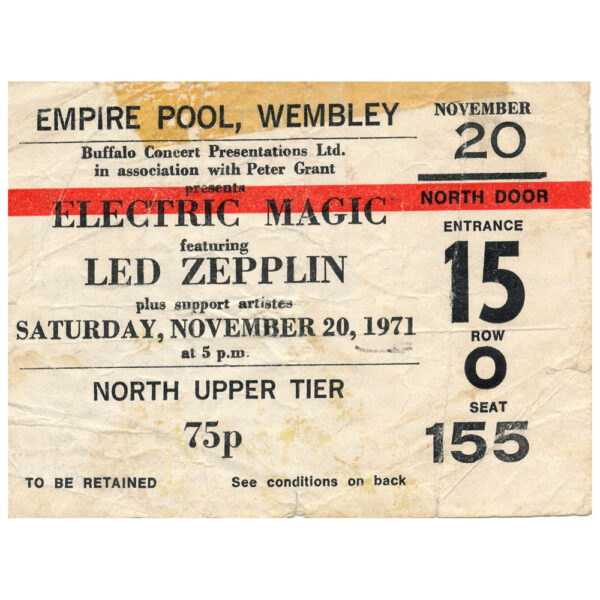 EMPIRE POOL, WEMBLEY
Buffalo Concert Presentations Ltd.
in association with Peter Grant
presents
ELECTRIC MAGIC
featuring
LED ZEPPLIN
plus support artistes
SATURDAY, NOVEMBER 20, 1971
at 5 p.m.
NORTH UPPER TIER
75p
TO BE RETAINED
See conditions on back
NOVEMBER
20
NORTH DOOR
ENTRANCE
15
ROW
O
SEAT
155